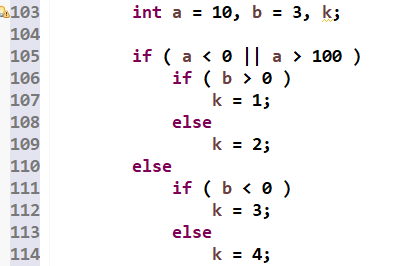 103 int a = 10, b = 3, k;
104
105 if ( a < 0 || a > 100 )
106 if ( b > 0 )
107 k = 1;
108 else
109 k = 2;
110 else
111 if ( b < 0 )
112 k = 3;
113 else
114 k = 4;